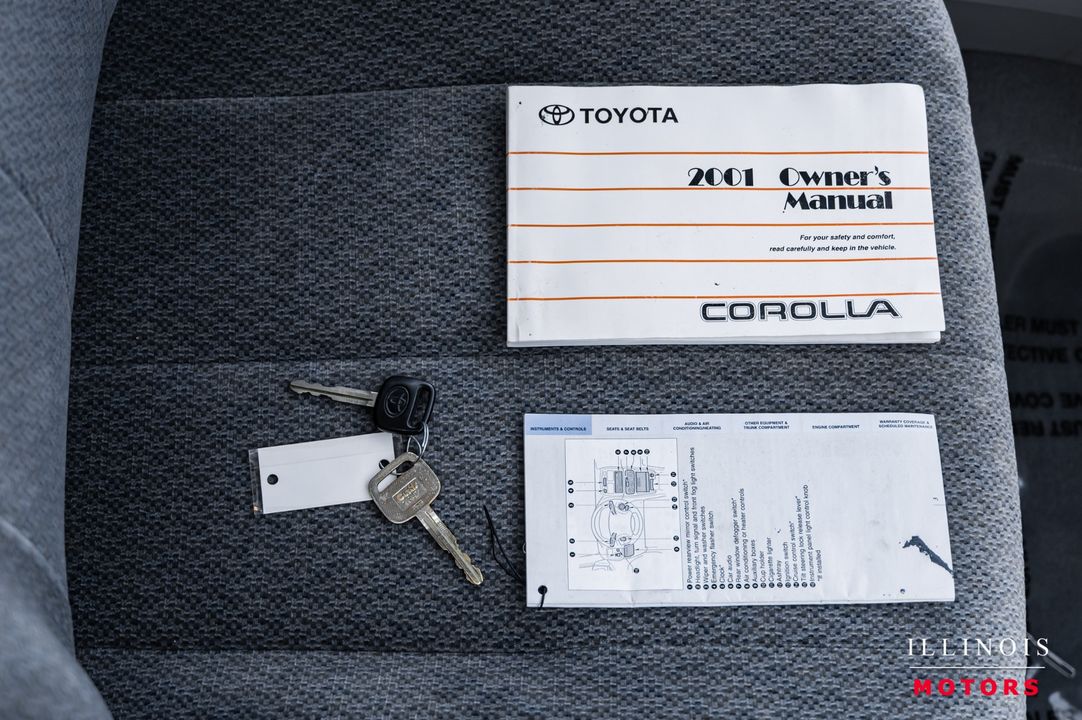 TOYOTA
2001 Owner's
Manual
For your safety and comfort,
read carefully and keep in the vehicle.
COROLLA
INSTRUMENTS & CONTROLS
SEATS & SEAT BELTS
AUDIO & AIR
CONDITIONING/HEATING
OTHER EQUIPMENT &
TRUNK COMPARTMENT
ENGINE COMPARTMENT
WARRANTY COVERAGE &
SCHEDULED MAINTENANCE
Power rearview mirror control switch*
Headlight, turn signal and front fog light switches
Wiper and washer switches
Emergency flasher switch
Clock*
Car audio
Rear window defogger switch*
Air conditioning or heater controls
Auxiliary boxes
Cup holder
Cigarette lighter
Ashtray
Ignition switch
Cruise control switch*
Tilt steering lock release lever*
Instrument panel light control knob
*If installed
ER MUST
ECTIVE
ILLINOIS
MOTORS